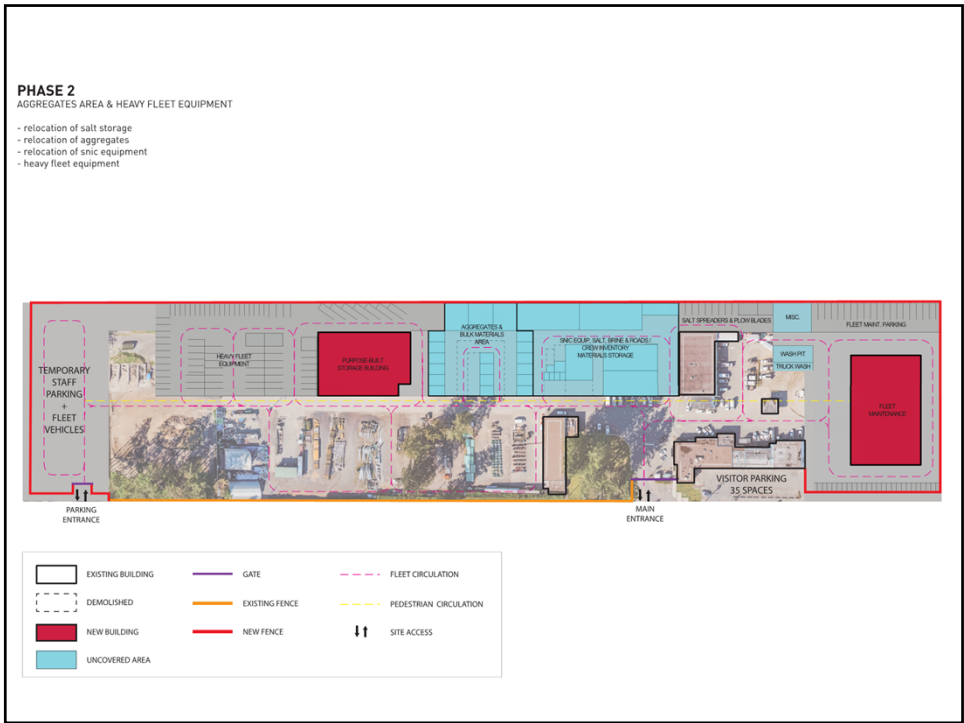 PHASE 2
AGGREGATES AREA & HEAVY FLEET EQUIPMENT
- relocation of salt storage
- relocation of aggregates
- relocation of snic equipment
- heavy fleet equipment
TEMPORARY
STAFF
PARKING
+
FLEET
VEHICLES
HEAVY FLEET
EQUIPMENT
PURPOSE-BUILT
STORAGE BUILDING
AGGREGATES &
BULK MATERIALS
AREA
SNIC EQUIP, SALT, BRINE & ROADS /
CREW INVENTORY
MATERIALS STORAGE
SALT SPREADERS & PLOW BLADES
MISC.
FLEET MAINT. PARKING
WASH PIT
TRUCK WASH
FLEET
MAINTENANCE
VISITOR PARKING
35 SPACES
PARKING
ENTRANCE
MAIN
ENTRANCE
EXISTING BUILDING
DEMOLISHED
NEW BUILDING
UNCOVERED AREA
GATE
EXISTING FENCE
NEW FENCE
FLEET CIRCULATION
PEDESTRIAN CIRCULATION
SITE ACCESS